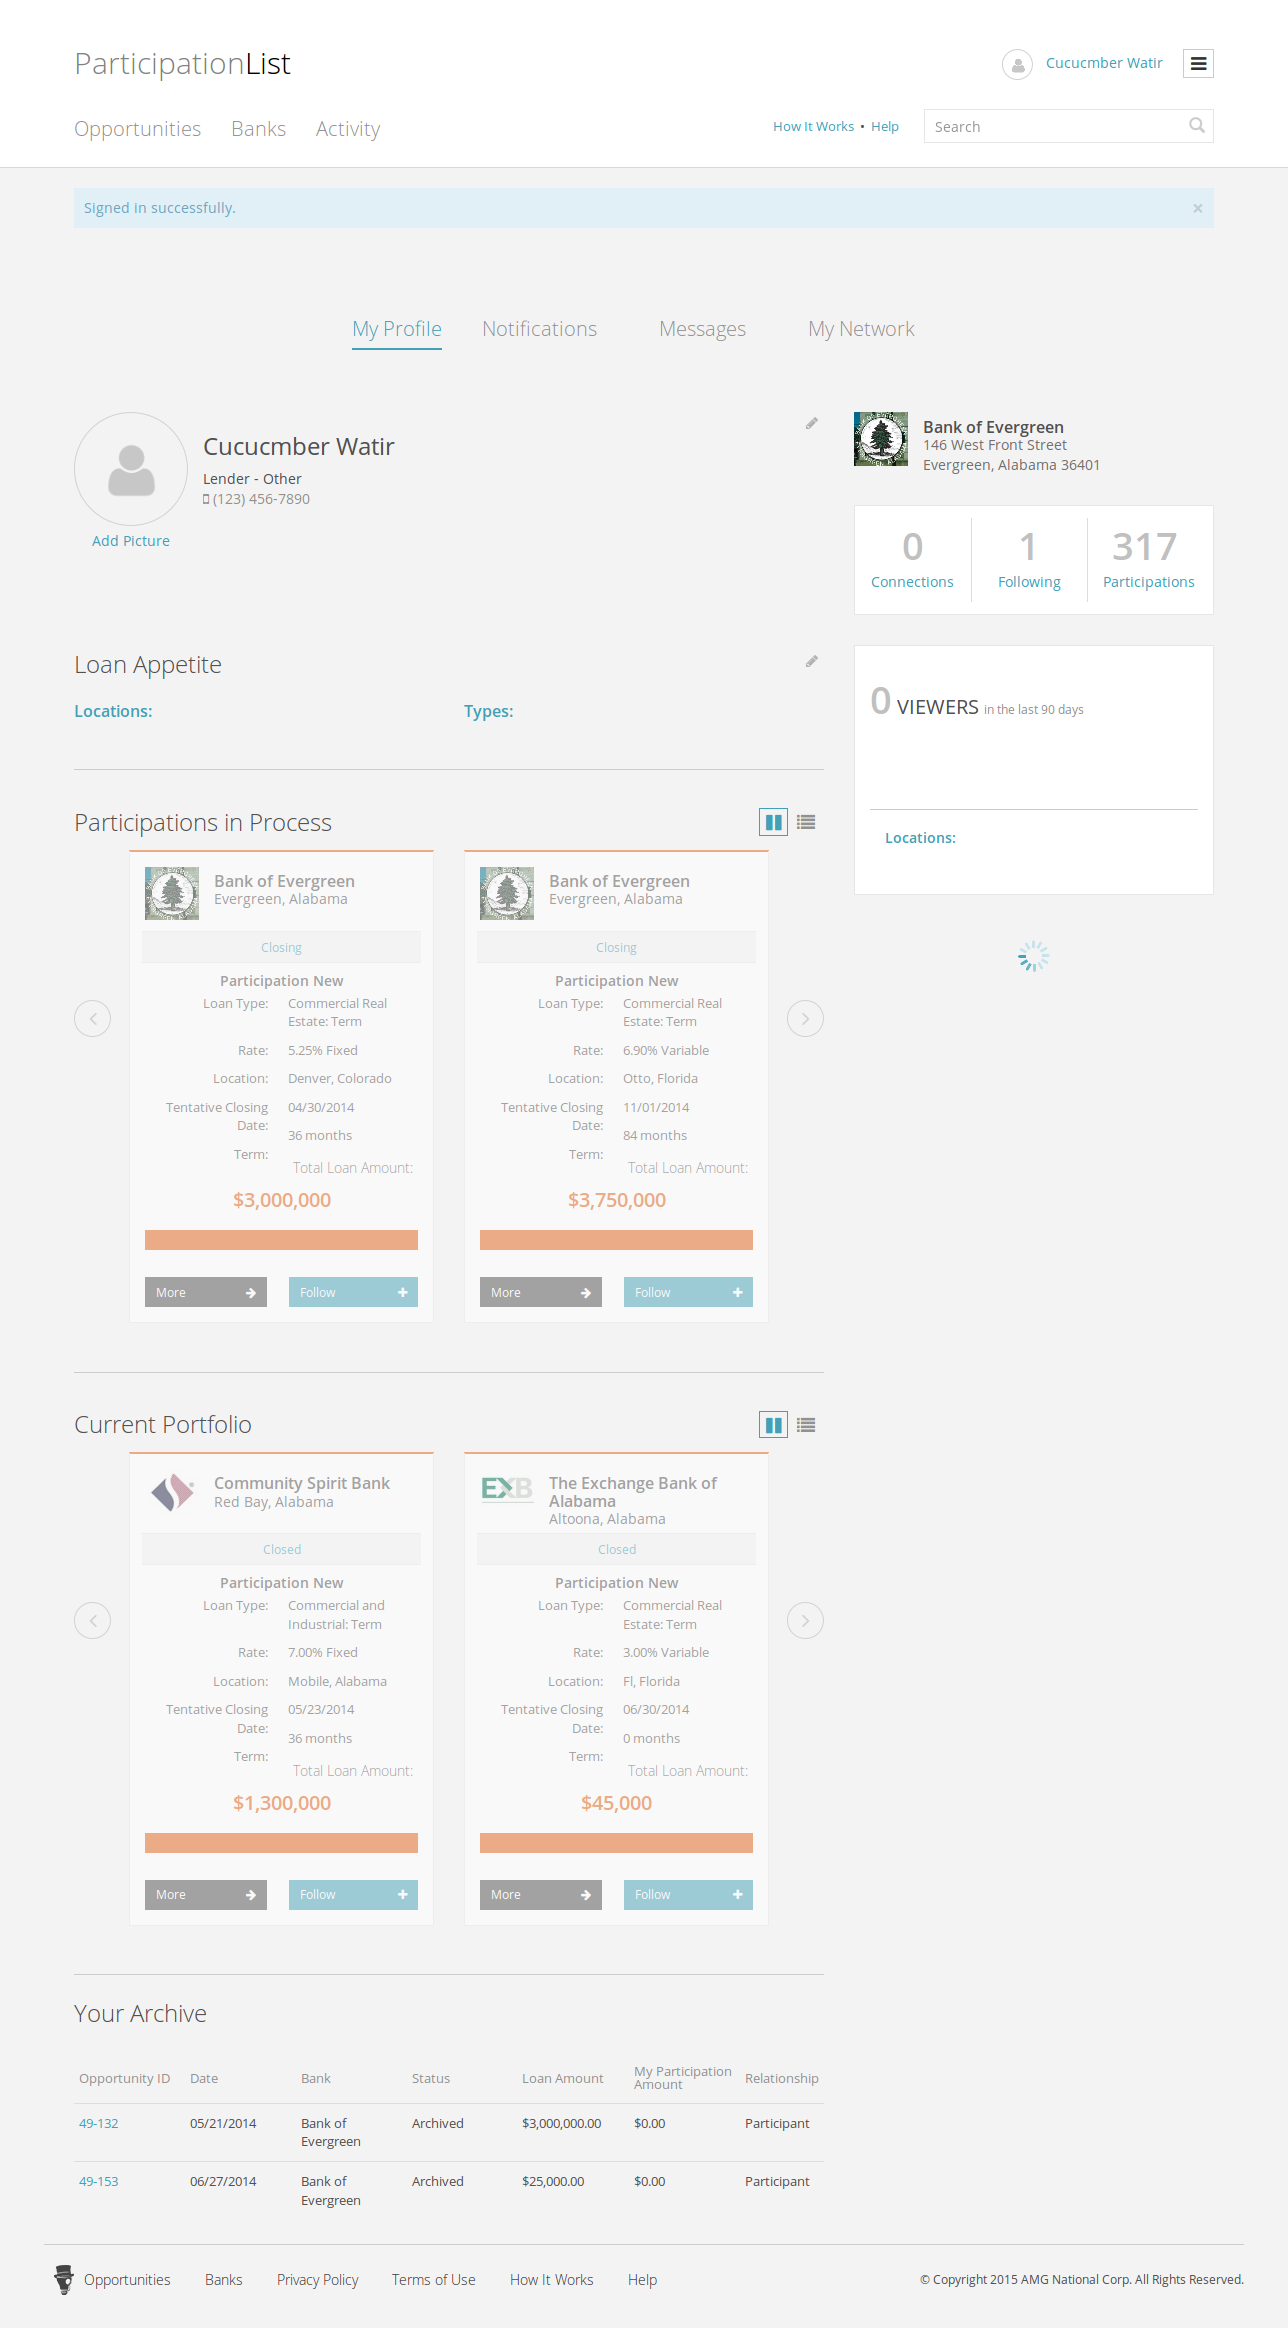 ParticipationList
Cucucmber Watir
Opportunities Banks Activity
How It Works • Help
Search
Signed in successfully.
×
My Profile Notifications Messages My Network
Cucucmber Watir
Lender - Other
(123) 456-7890
Add Picture
Bank of Evergreen
146 West Front Street
Evergreen, Alabama 36401
0 1 317
Connections Following Participations
Loan Appetite
Locations: Types:
0 VIEWERS in the last 90 days
Locations:
Participations in Process
Bank of Evergreen
Evergreen, Alabama
Closing
Participation New
Loan Type: Commercial Real
Estate: Term
Rate: 5.25% Fixed
Location: Denver, Colorado
Tentative Closing 04/30/2014
Date:
36 months
Term:
Total Loan Amount:
$3,000,000
More Follow
Bank of Evergreen
Evergreen, Alabama
Closing
Participation New
Loan Type: Commercial Real
Estate: Term
Rate: 6.90% Variable
Location: Otto, Florida
Tentative Closing 11/01/2014
Date:
84 months
Term:
Total Loan Amount:
$3,750,000
More Follow
Current Portfolio
Community Spirit Bank
Red Bay, Alabama
Closed
Participation New
Loan Type: Commercial and
Industrial: Term
Rate: 7.00% Fixed
Location: Mobile, Alabama
Tentative Closing 05/23/2014
Date:
36 months
Term:
Total Loan Amount:
$1,300,000
More Follow
EXB
The Exchange Bank of
Alabama
Altoona, Alabama
Closed
Participation New
Loan Type: Commercial Real
Estate: Term
Rate: 3.00% Variable
Location: Fl, Florida
Tentative Closing 06/30/2014
Date:
0 months
Term:
Total Loan Amount:
$45,000
More Follow
Your Archive
Opportunity ID Date Bank Status Loan Amount My Participation Amount Relationship
49-132 05/21/2014 Bank of Archived $3,000,000.00 $0.00 Participant
Evergreen
49-153 06/27/2014 Bank of Archived $25,000.00 $0.00 Participant
Evergreen
Opportunities Banks Privacy Policy Terms of Use How It Works Help
© Copyright 2015 AMG National Corp. All Rights Reserved.